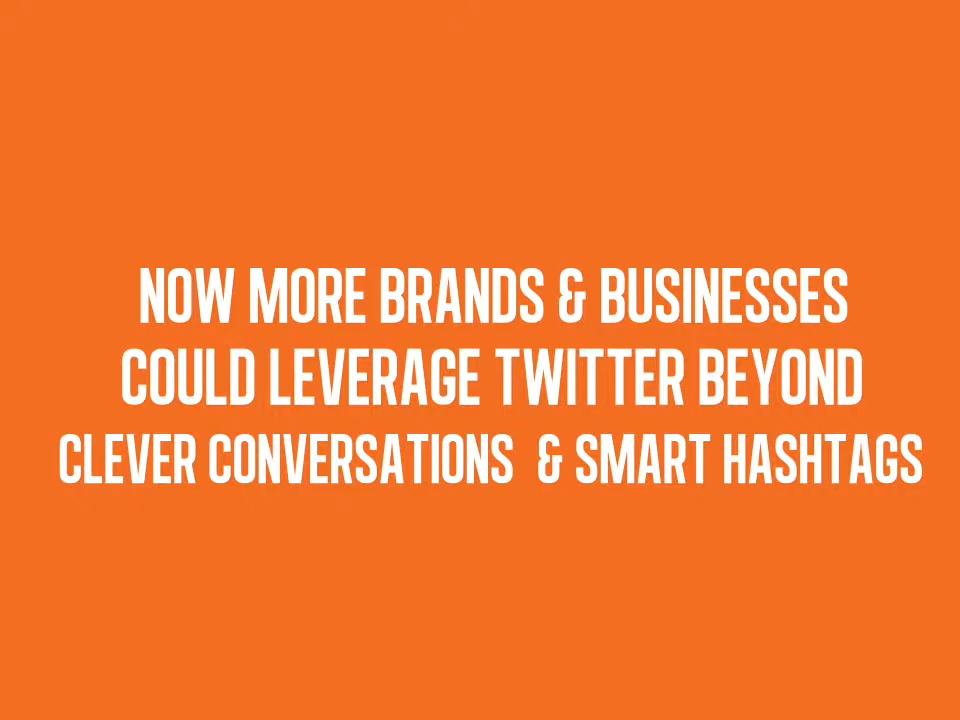 NOW MORE BRANDS & BUSINESSES
COULD LEVERAGE TWITTER BEYOND
CLEVER CONVERSATIONS & SMART HASHTAGS